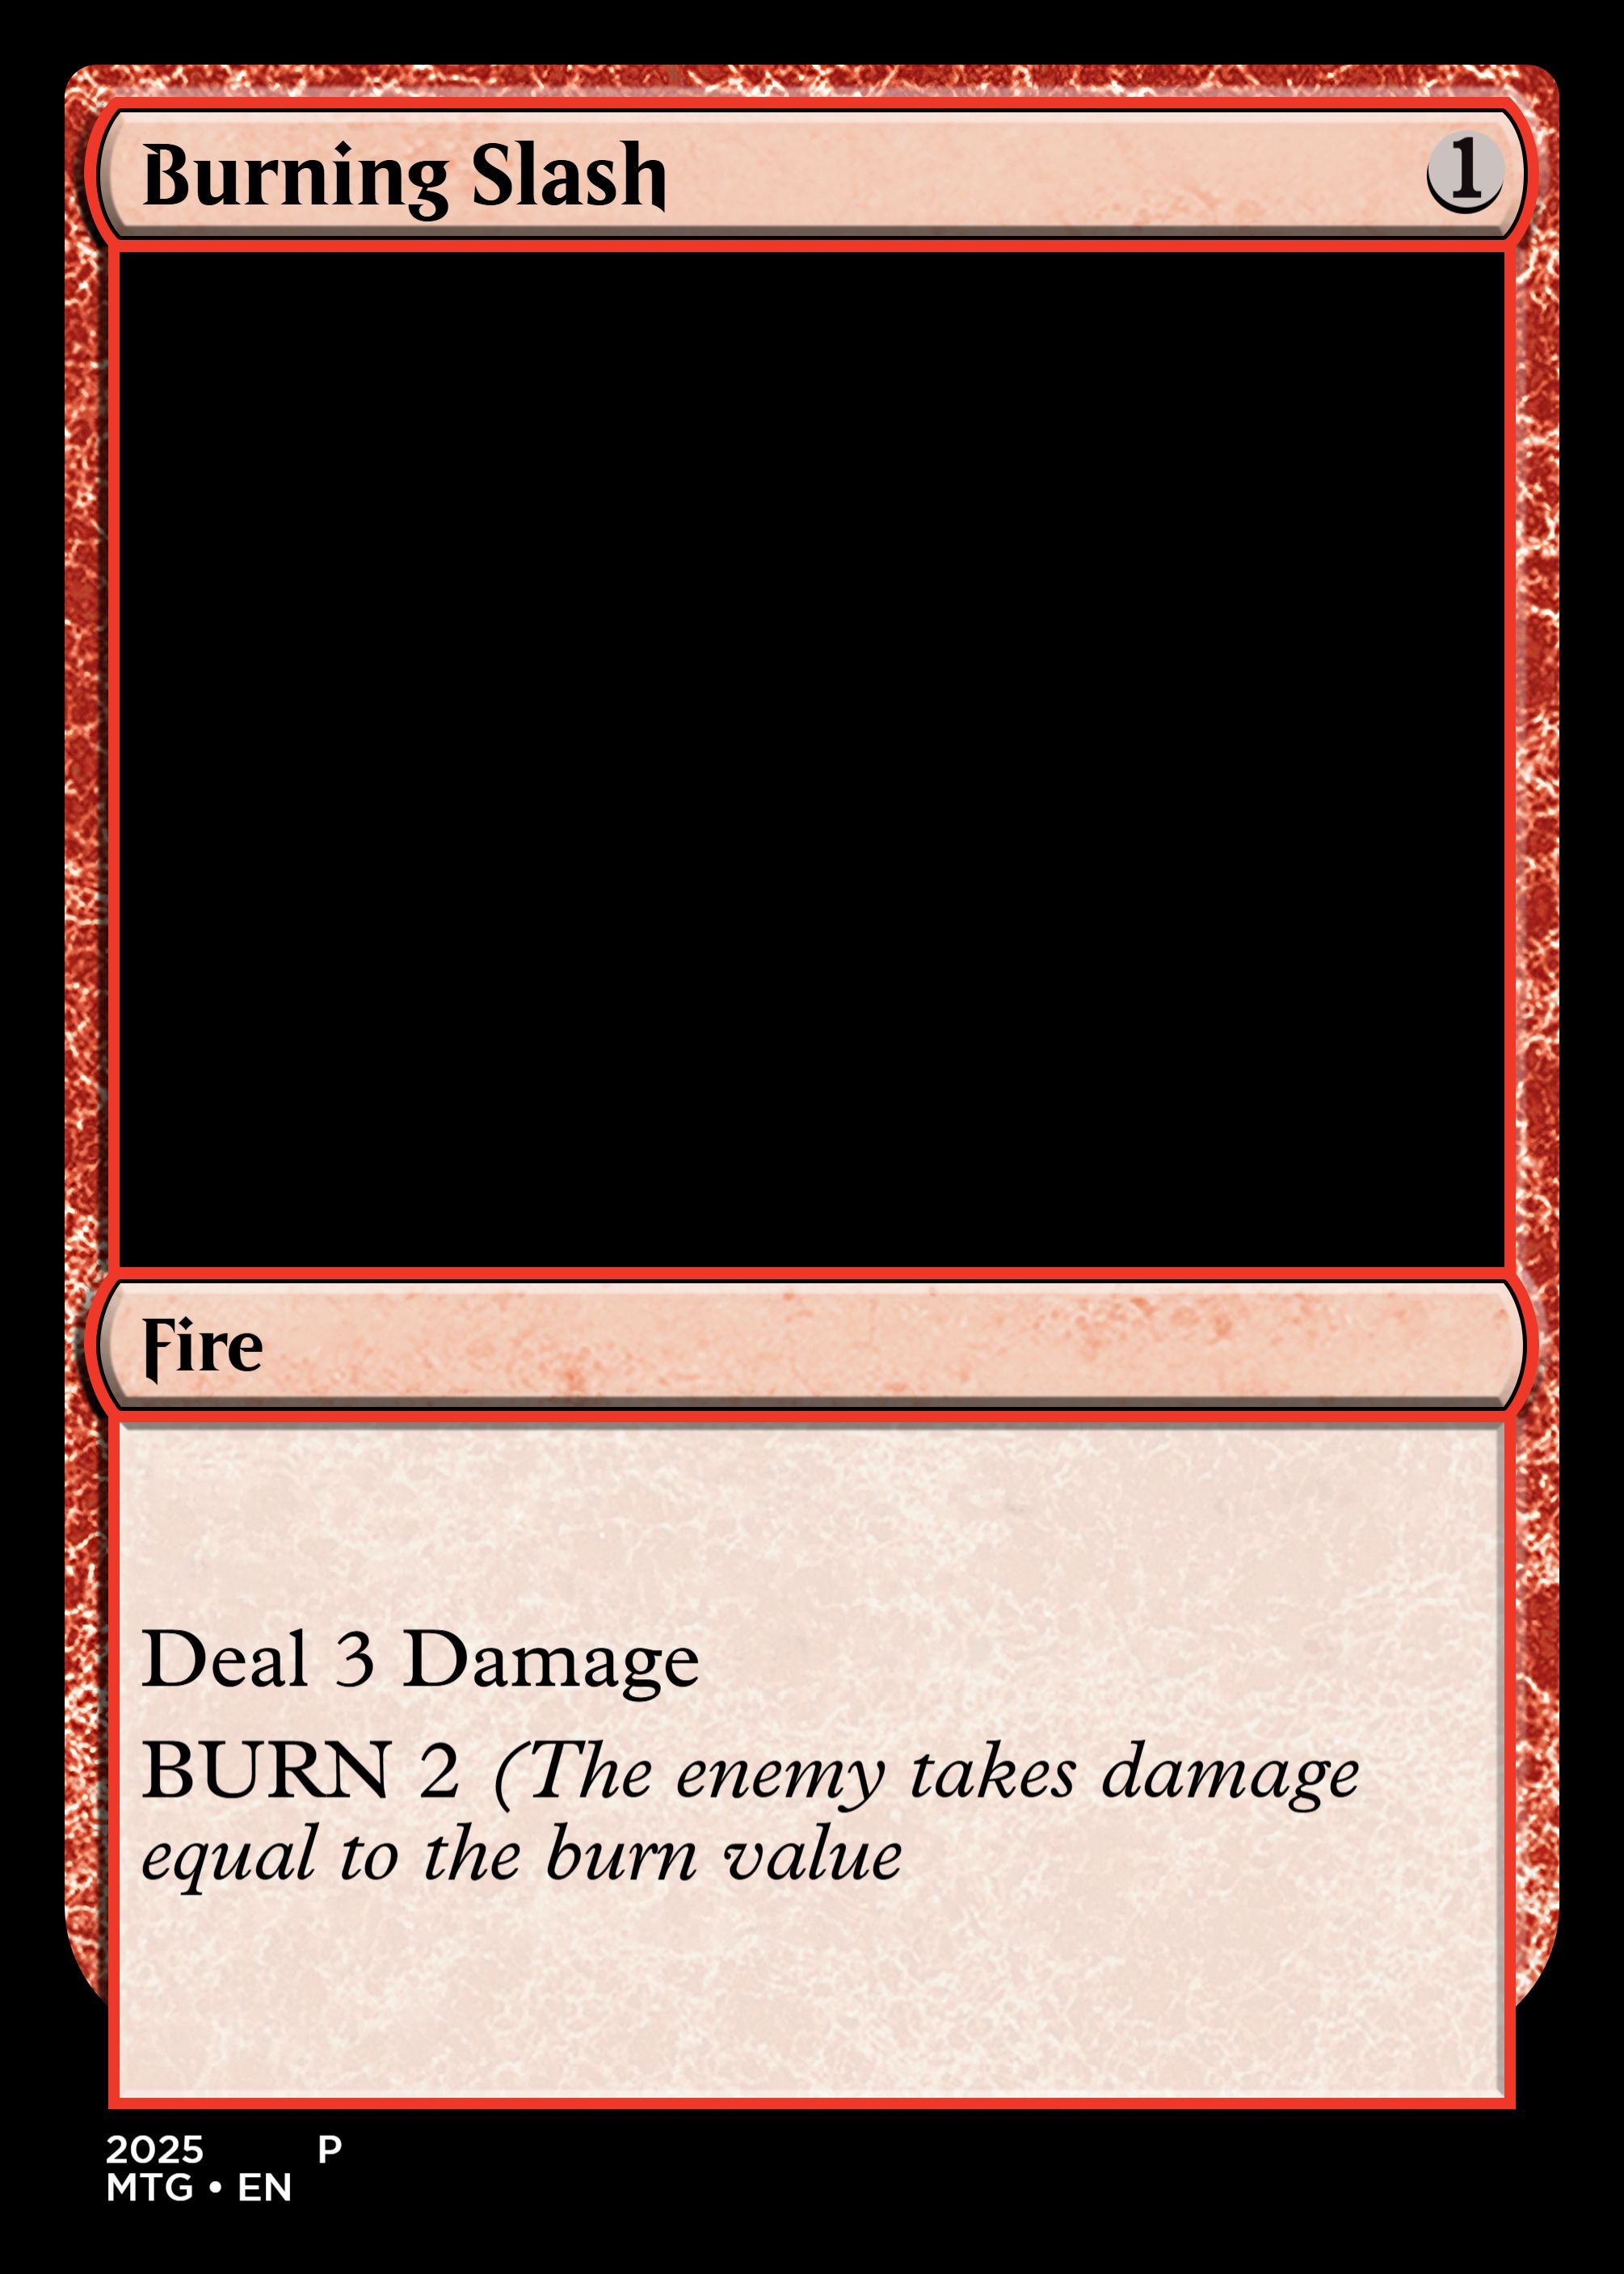 Burning Slash 1
Fire
Deal 3 Damage
BURN 2 (The enemy takes damage
equal to the burn value
2025 P
MTG • EN